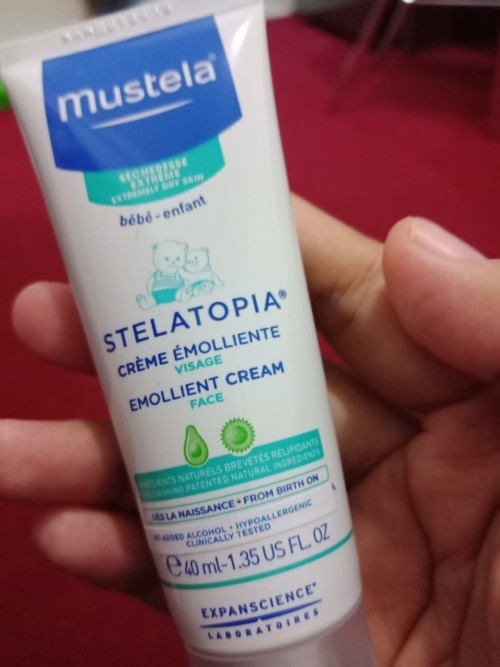 mustela®
SÉCHERESSE
EXTRÊME
EXTREMELY DRY SKIN
bébé-enfant
STELATOPIA®
CRÈME ÉMOLLIENTE
VISAGE
EMOLLIENT CREAM
FACE
INGRÉDIENTS NATURELS BREVETÉS RELIPIDANTS
REPLENISHING PATENTED NATURAL INGREDIENTS
DÈS LA NAISSANCE • FROM BIRTH ON
NO ADDED ALCOHOL • HYPOALLERGENIC
CLINICALLY TESTED
℮ 40 ml-1.35 US FL. OZ
EXPANSCIENCE
LABORATOIRES